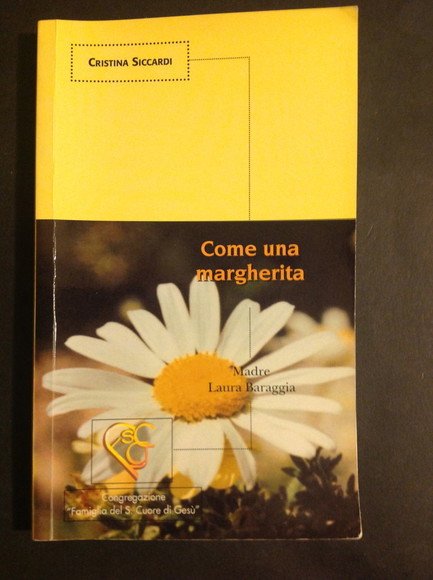 CRISTINA SICCARDI
Come una
margherita
Madre
Laura Baraggia
Congregazione
"Famiglia del S. Cuore di Gesù"